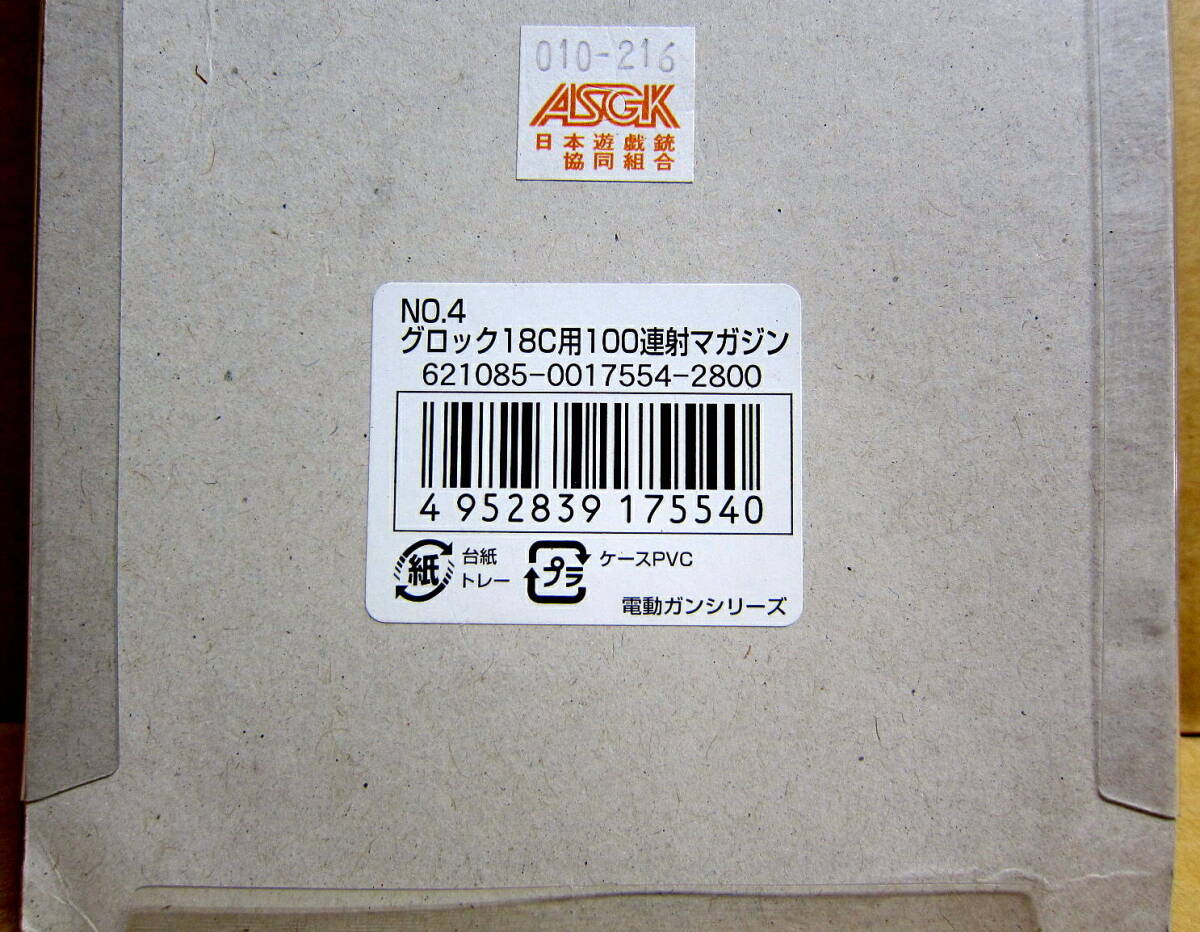 010-216
ASGK
日本遊戯銃
協同組合
NO.4
グロック18C用100連射マガジン
621085-0017554-2800
4 952839 175540
紙 台紙
トレー
プラ ケースPVC
電動ガンシリーズ